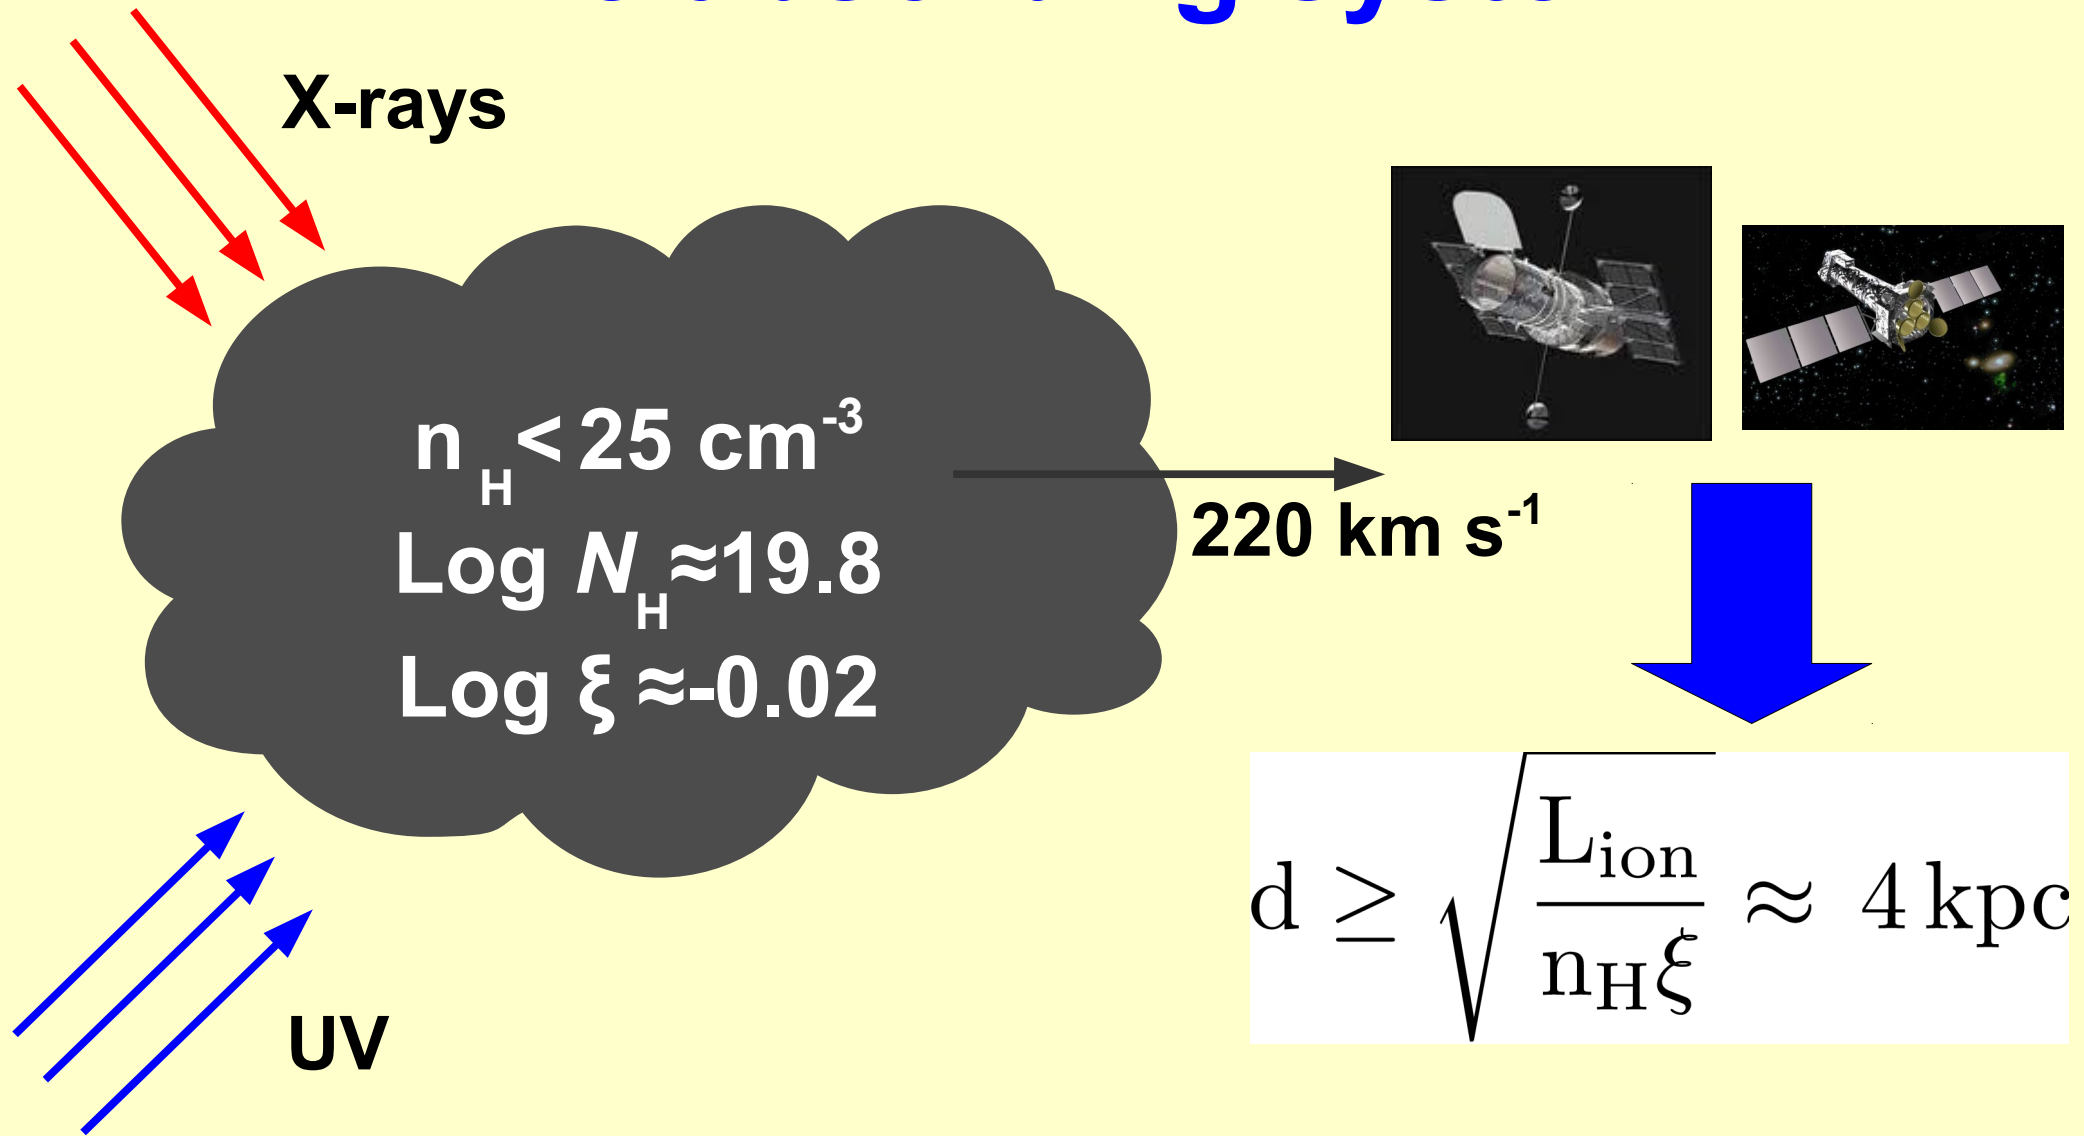 X-rays
n_H < 25 cm^-3
Log N_H ≈19.8
Log ξ ≈-0.02
220 km s^-1
d ≥ √(L_ion / n_H ξ) ≈ 4 kpc
UV